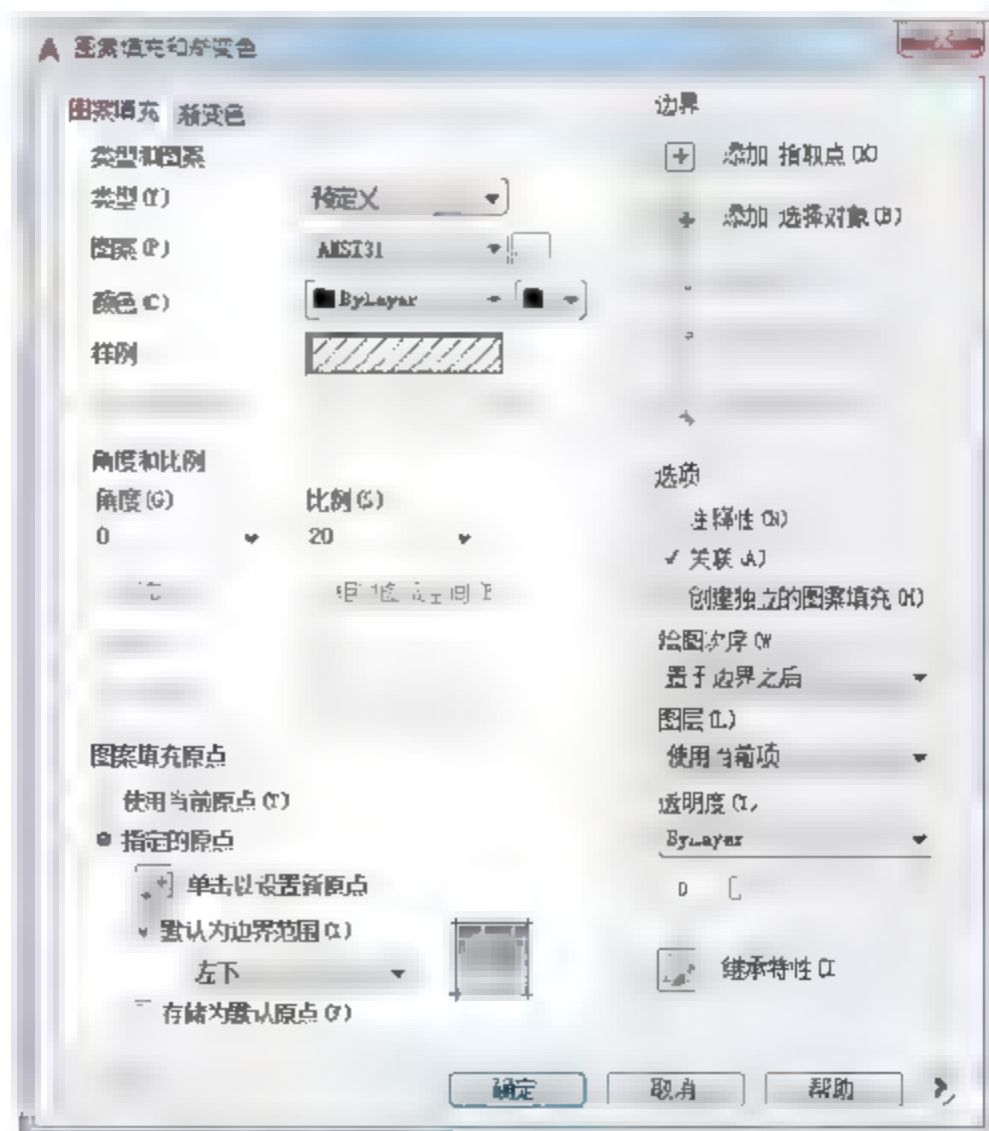 图案填充和渐变色
图案填充 渐变色
类型和图案
类型(Y)
预定义
图案(P)
ANSI31
颜色(C)
ByLayer
样例
角度和比例
角度(G)
比例(S)
0
20
图案填充原点
使用当前原点(T)
指定的原点
单击以设置新原点
默认为边界范围(X)
左下
存储为默认原点(F)
边界
添加 拾取点(K)
添加 选择对象(B)
选项
注释性(N)
关联(A)
创建独立的图案填充(H)
绘图次序(W
置于边界之后
图层(L)
使用当前项
透明度(T)
ByLayer
0
继承特性(I
确定
取消
帮助